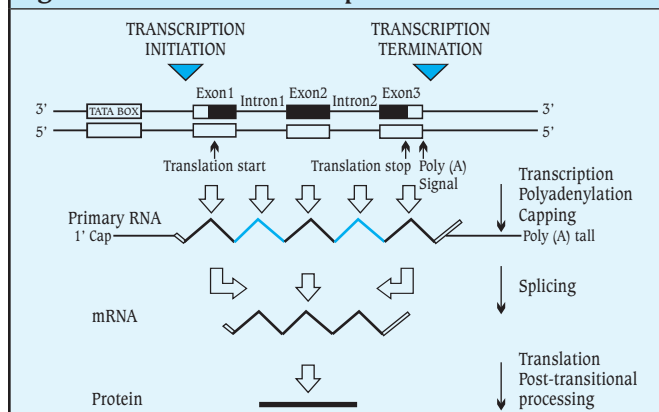 TRANSCRIPTION
INITIATION
TRANSCRIPTION
TERMINATION
Exon1
Intron1
Exon2
Intron2
Exon3
3’
TATA BOX
3’
5’
5’
Translation start
Translation stop
Poly (A)
Signal
Transcription
Polyadenylation
Capping
Primary RNA
1’ Cap
Poly (A) tall
Splicing
mRNA
Translation
Post-transitional
processing
Protein